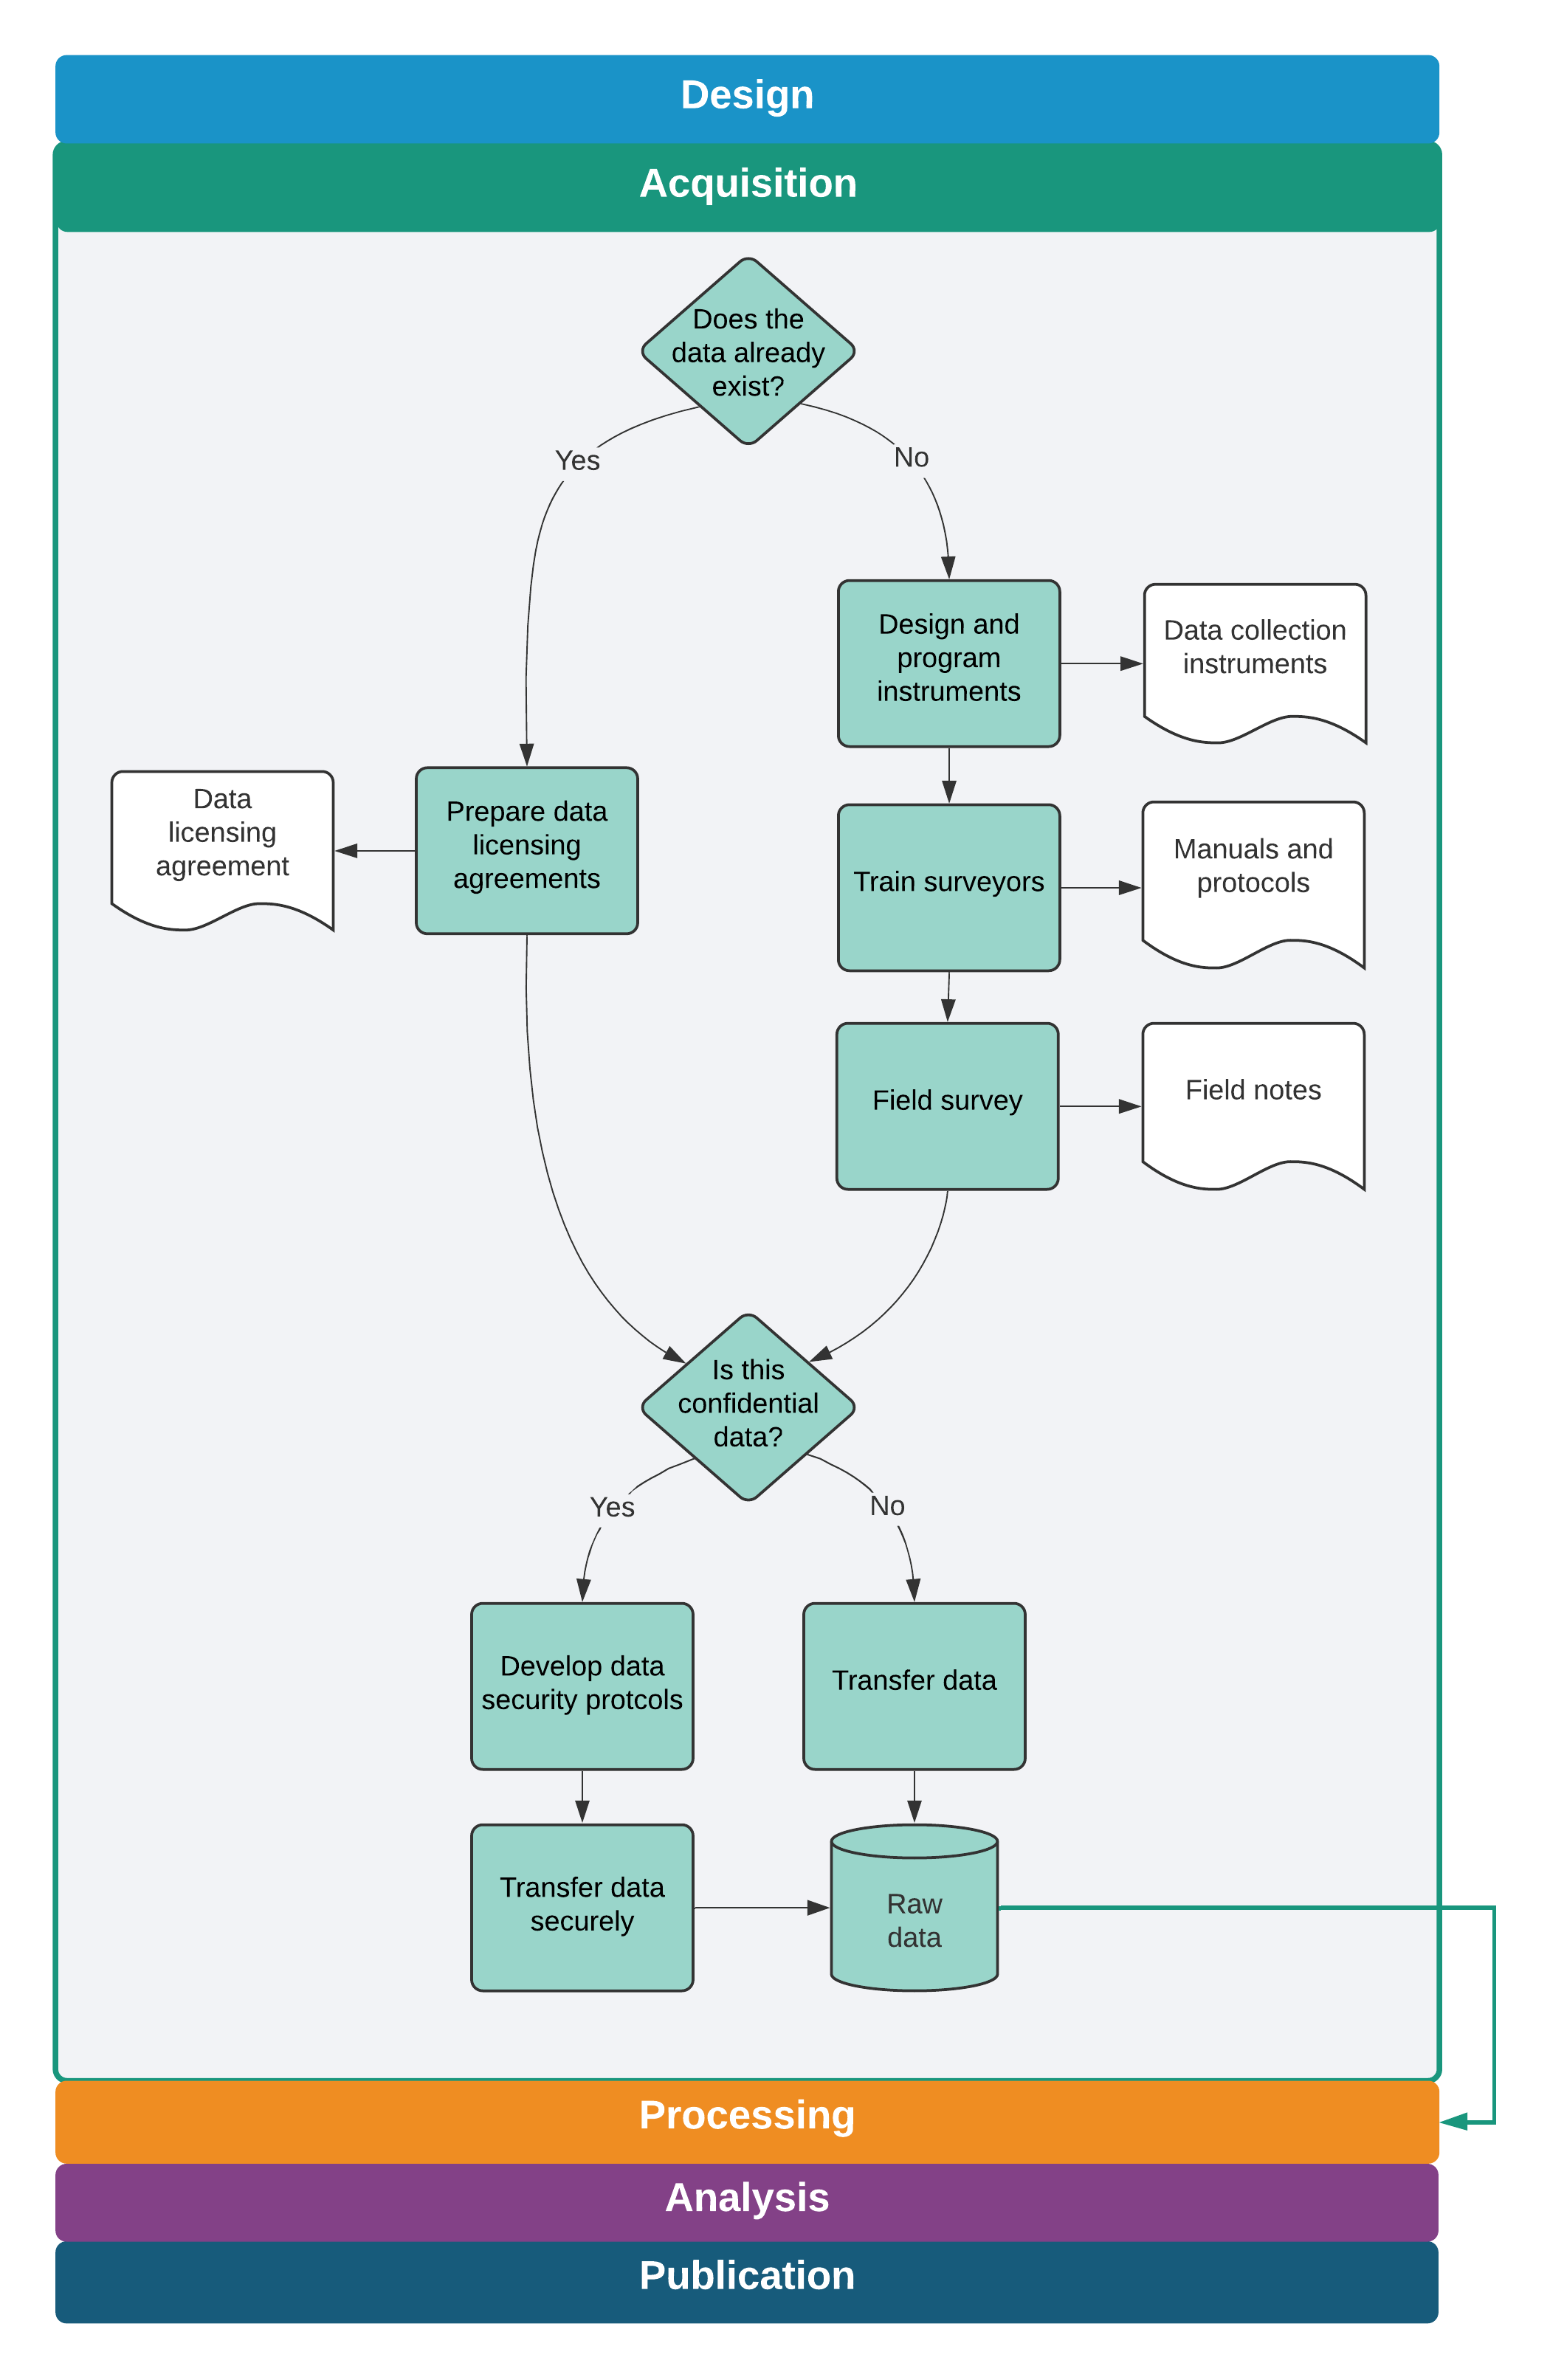 Design
Acquisition
Does the
data already
exist?
Yes
No
Design and
program
instruments
Data collection
instruments
Data
licensing
agreement
Prepare data
licensing
agreements
Train surveyors
Manuals and
protocols
Field survey
Field notes
Is this
confidential
data?
Yes
No
Develop data
security protcols
Transfer data
Transfer data
securely
Raw
data
Processing
Analysis
Publication